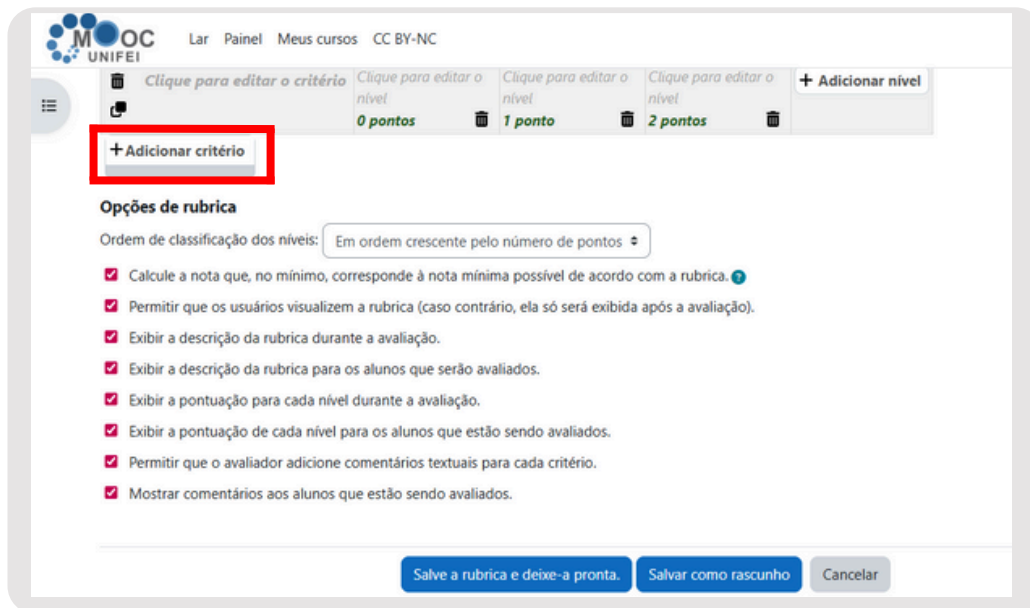 MOOC
UNIFEI
Lar Painel Meus cursos CC BY-NC
Clique para editar o critério
Clique para editar o nível
0 pontos
Clique para editar o nível
1 ponto
Clique para editar o nível
2 pontos
+ Adicionar nível
+Adicionar critério
Opções de rubrica
Ordem de classificação dos níveis: Em ordem crescente pelo número de pontos
Calcule a nota que, no mínimo, corresponde à nota mínima possível de acordo com a rubrica. ?
Permitir que os usuários visualizem a rubrica (caso contrário, ela só será exibida após a avaliação).
Exibir a descrição da rubrica durante a avaliação.
Exibir a descrição da rubrica para os alunos que serão avaliados.
Exibir a pontuação para cada nível durante a avaliação.
Exibir a pontuação de cada nível para os alunos que estão sendo avaliados.
Permitir que o avaliador adicione comentários textuais para cada critério.
Mostrar comentários aos alunos que estão sendo avaliados.
Salve a rubrica e deixe-a pronta. Salvar como rascunho Cancelar